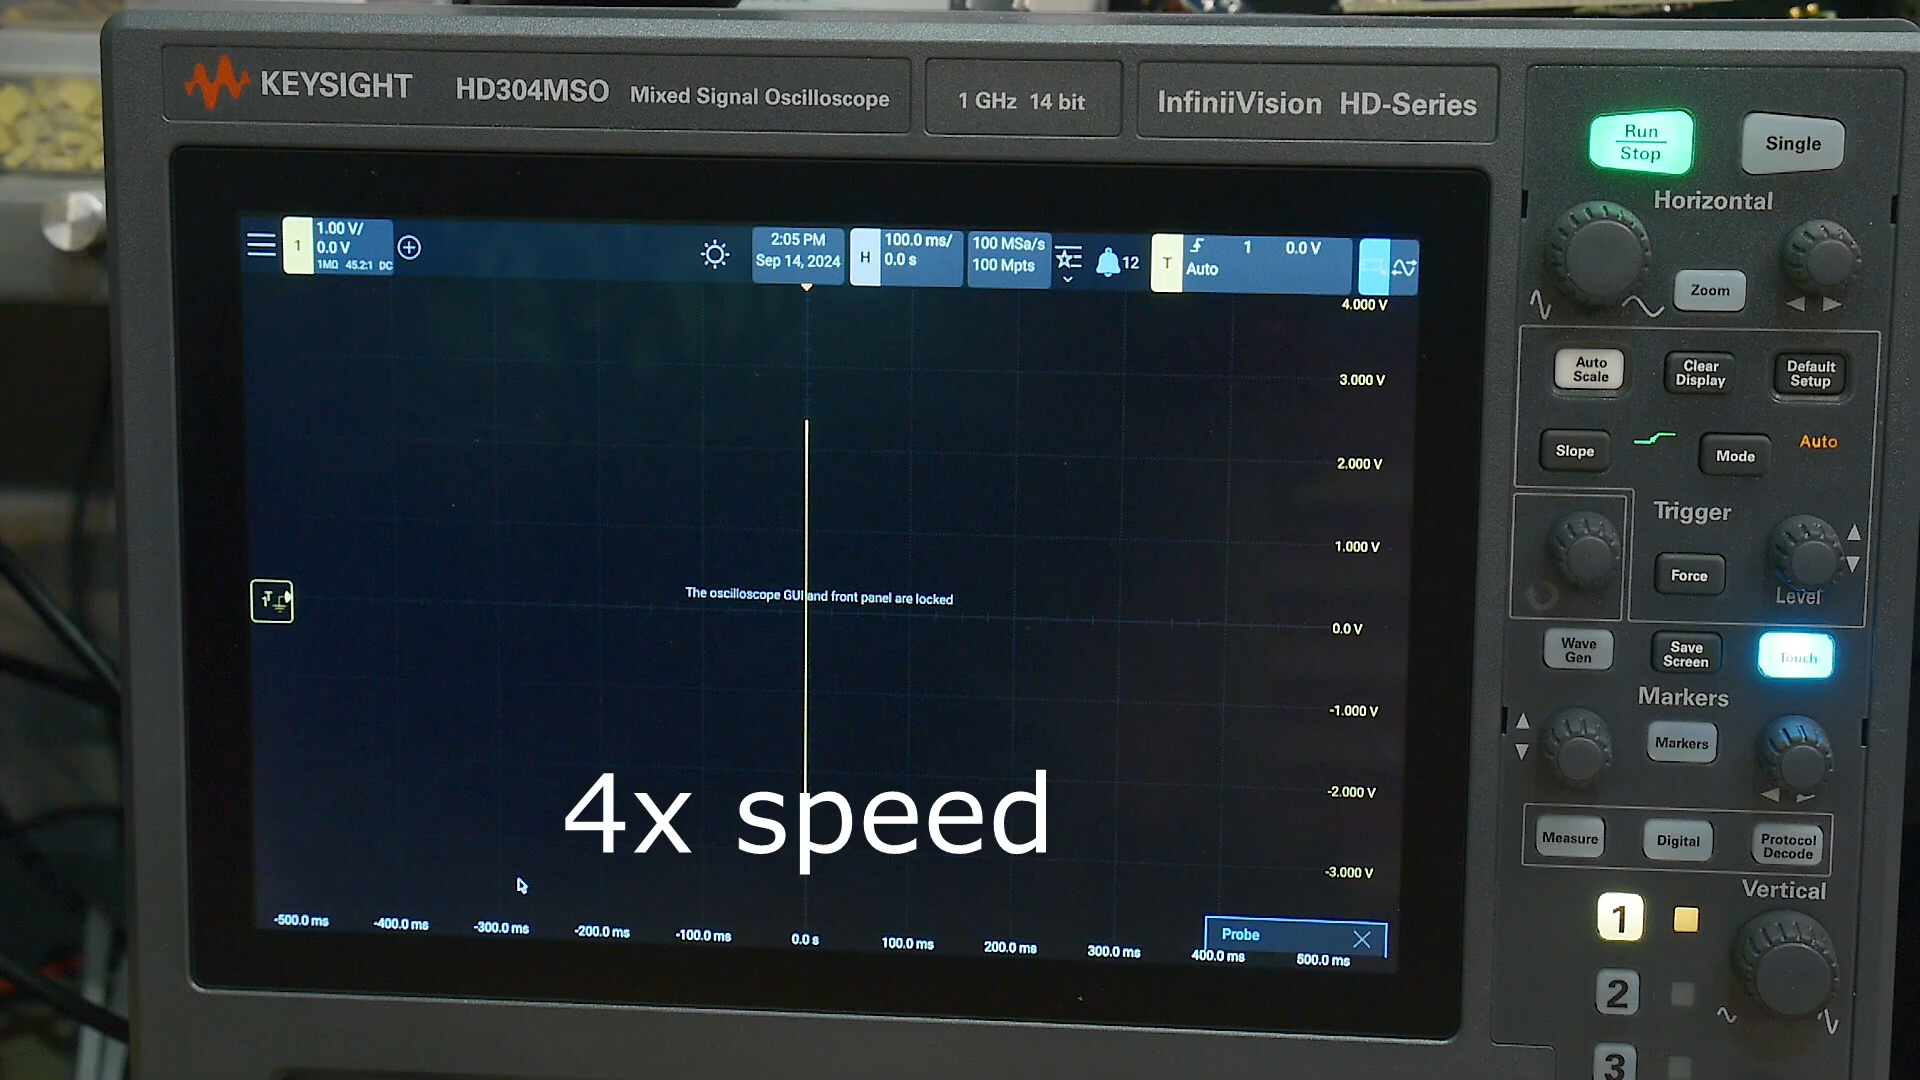 KEYSIGHT HD304MSO Mixed Signal Oscilloscope
1 GHz 14 bit
InfiniiVision HD-Series
Run
Stop
Single
Horizontal
Zoom
1
1.00 V/
0.0 V
1MΩ 45.2:1 DC
2:05 PM
Sep 14, 2024
H
100.0 ms/
0.0 s
100 MSa/s
100 Mpts
12
T
1 0.0 V
Auto
4.000 V
3.000 V
2.000 V
1.000 V
0.0 V
-1.000 V
-2.000 V
-3.000 V
The oscilloscope GUI and front panel are locked
4x speed
-500.0 ms
-400.0 ms
-300.0 ms
-200.0 ms
-100.0 ms
0.0 s
100.0 ms
200.0 ms
300.0 ms
400.0 ms
500.0 ms
Probe
Auto
Scale
Clear
Display
Default
Setup
Slope
Mode
Auto
Trigger
Force
Level
Wave
Gen
Save
Screen
Touch
Markers
Markers
Measure
Digital
Protocol
Decode
Vertical
1
2
3